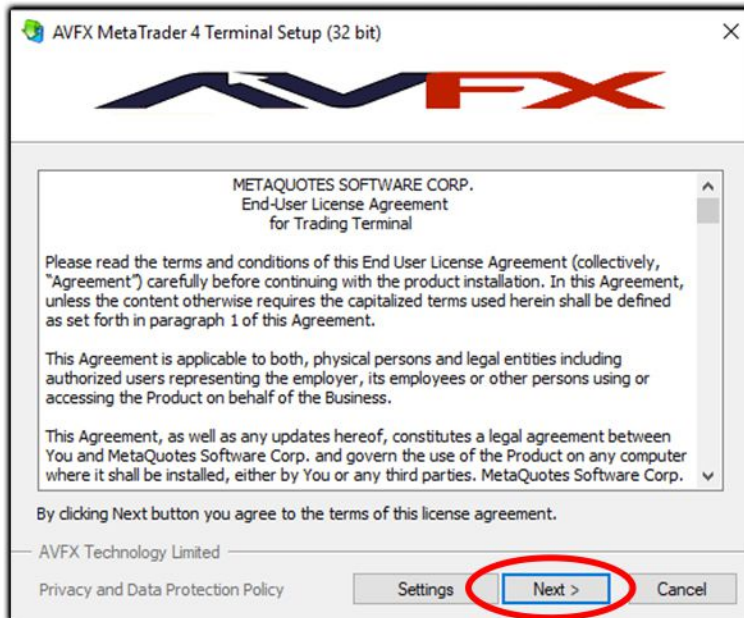 AVFX MetaTrader 4 Terminal Setup (32 bit)
AVFX
METAQUOTES SOFTWARE CORP.
End-User License Agreement
for Trading Terminal
Please read the terms and conditions of this End User License Agreement (collectively,
“Agreement”) carefully before continuing with the product installation. In this Agreement,
unless the content otherwise requires the capitalized terms used herein shall be defined
as set forth in paragraph 1 of this Agreement.
This Agreement is applicable to both, physical persons and legal entities including
authorized users representing the employer, its employees or other persons using or
accessing the Product on behalf of the Business.
This Agreement, as well as any updates hereof, constitutes a legal agreement between
You and MetaQuotes Software Corp. and govern the use of the Product on any computer
where it shall be installed, either by You or any third parties. MetaQuotes Software Corp.
By clicking Next button you agree to the terms of this license agreement.
AVFX Technology Limited
Privacy and Data Protection Policy
Settings
Next >
Cancel